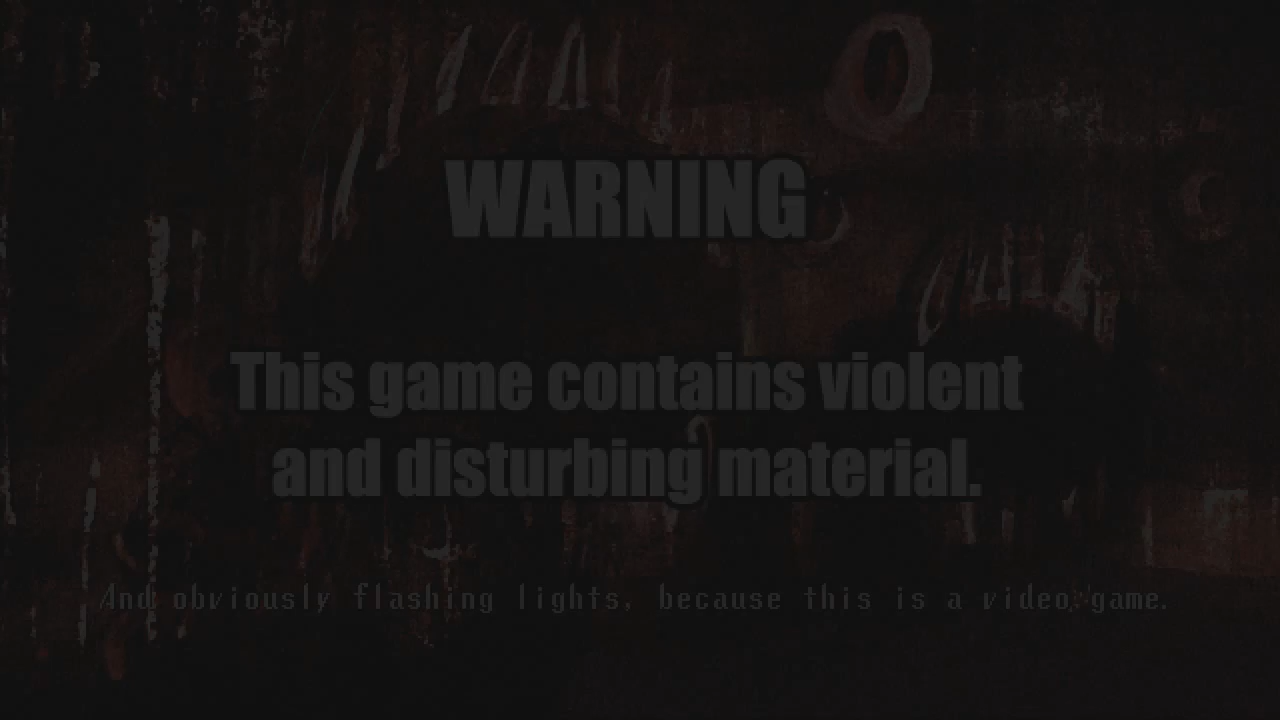 WARNING
This game contains violent
and disturbing material.
And obviously flashing lights, because this is a video game.